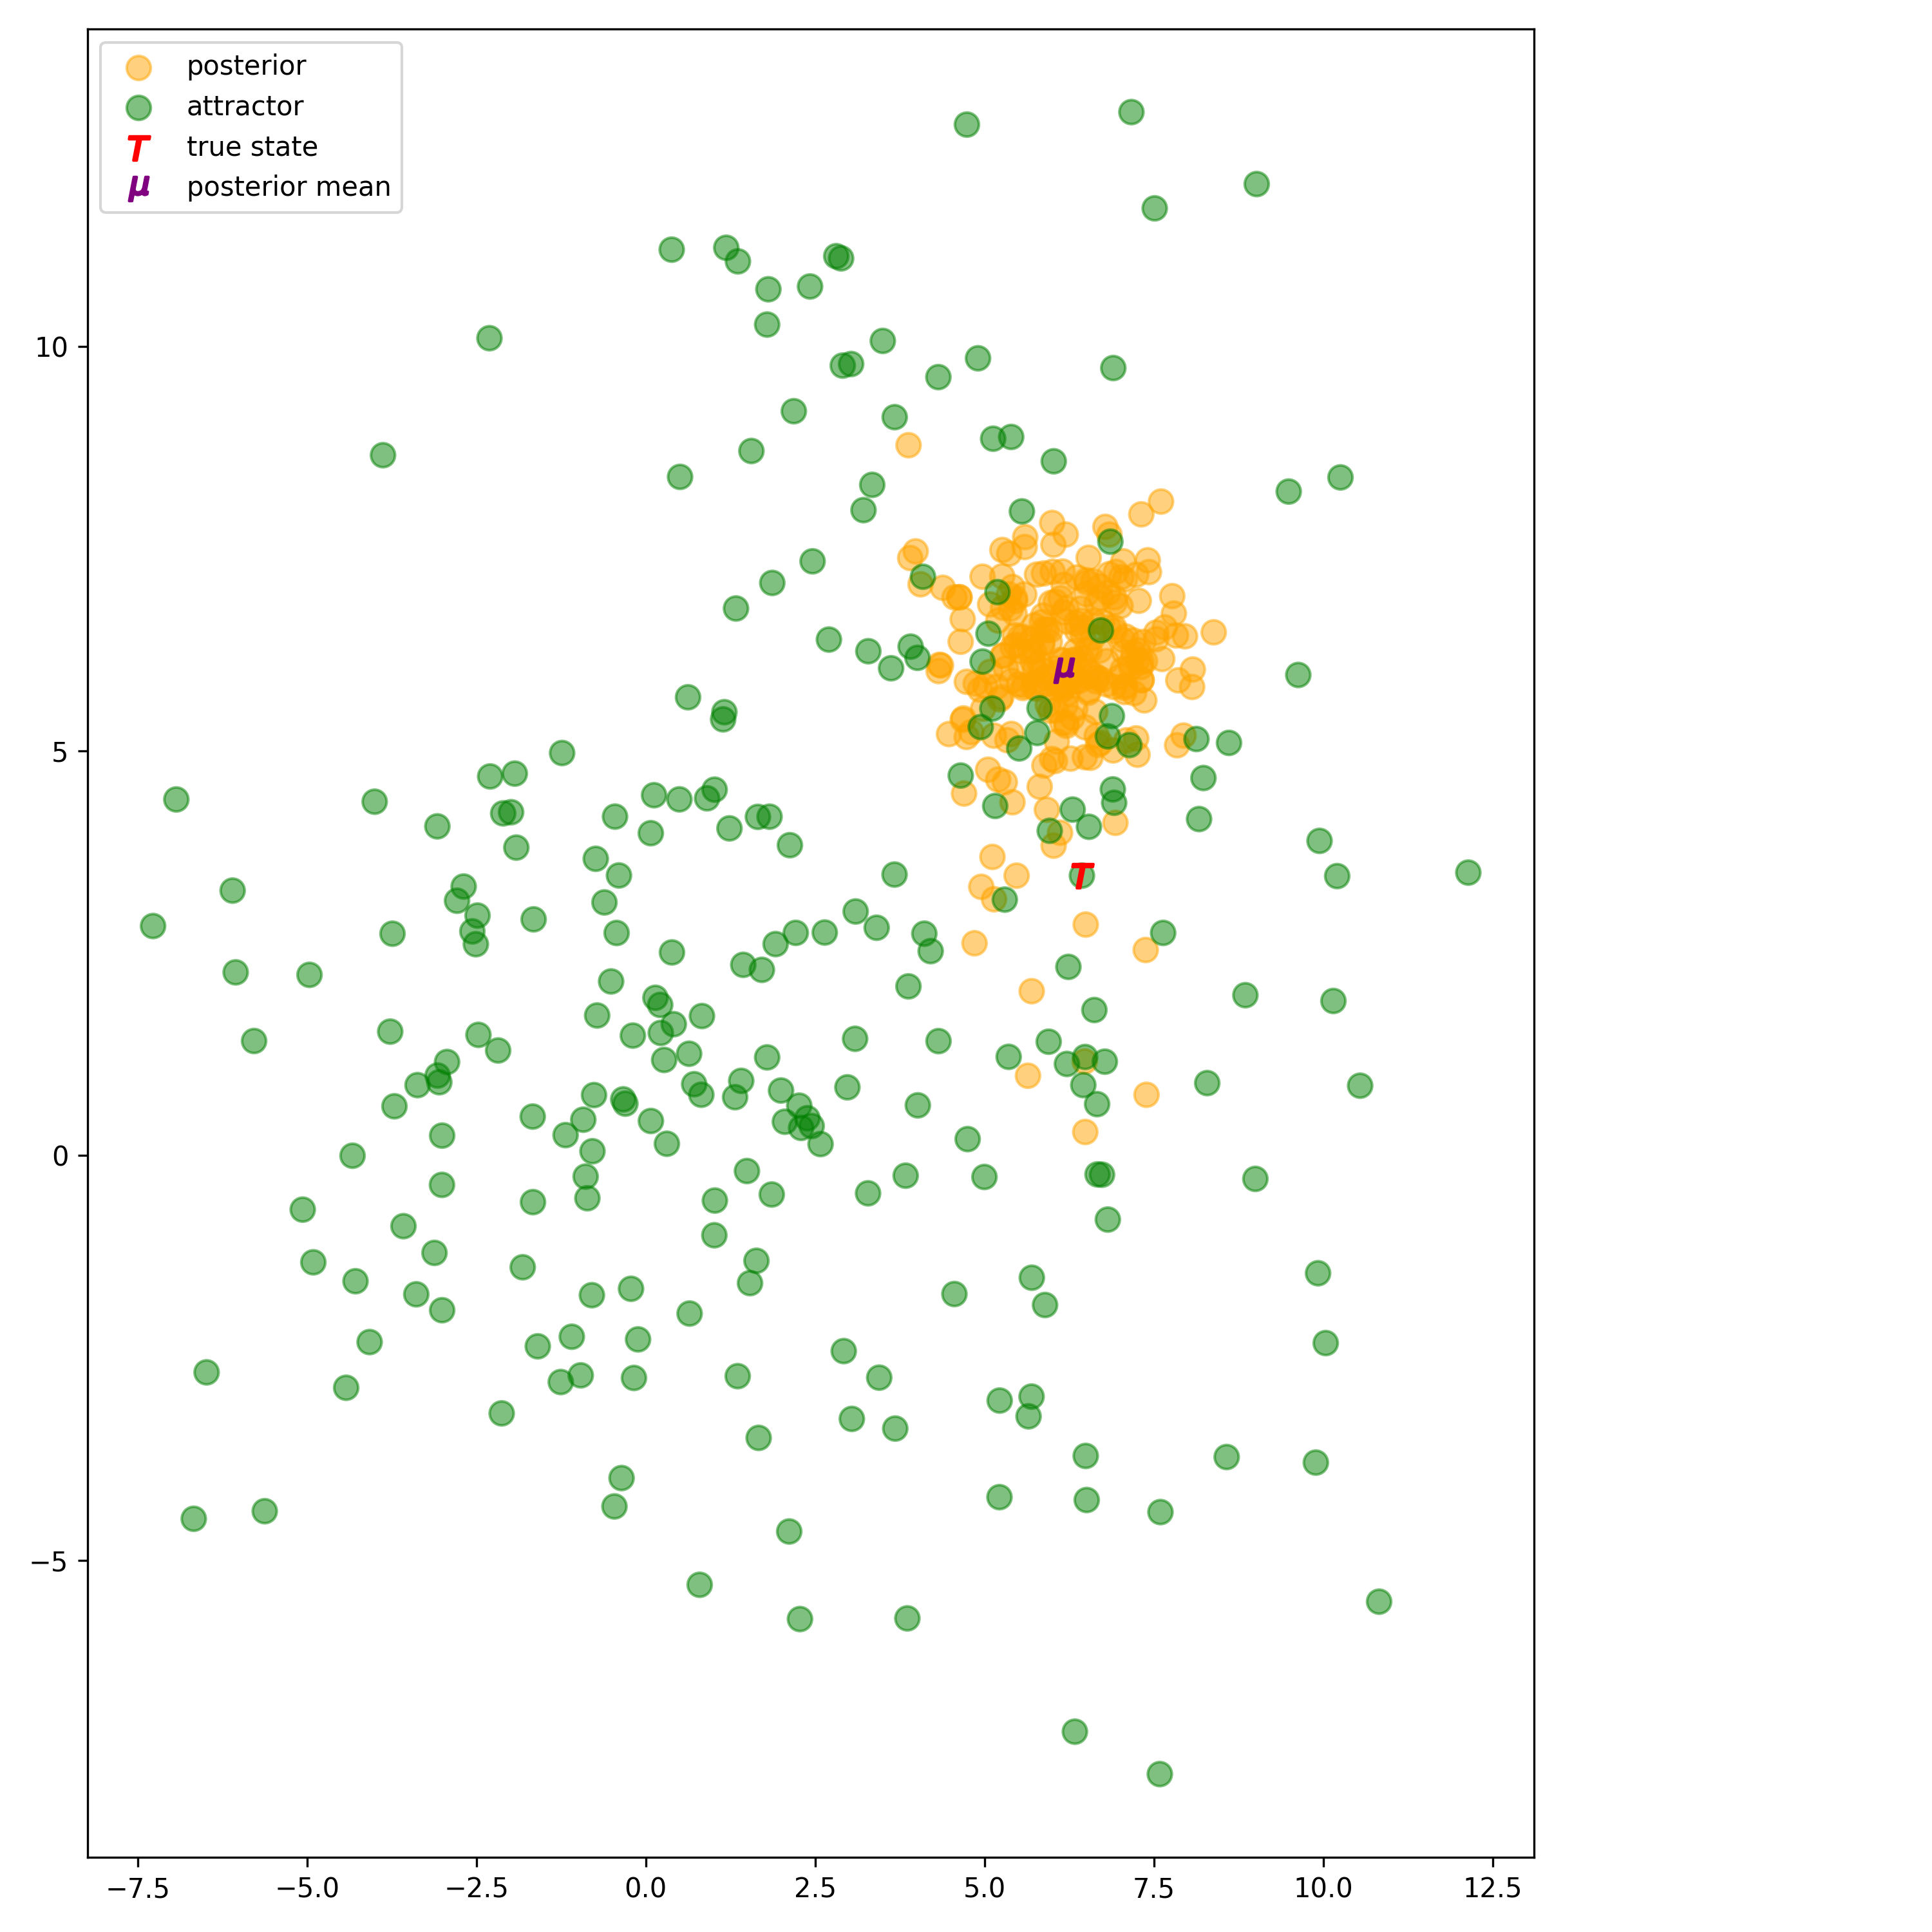 posterior
attractor
T true state
μ posterior mean
10
5
0
−5
μ
T
−7.5 −5.0 −2.5 0.0 2.5 5.0 7.5 10.0 12.5